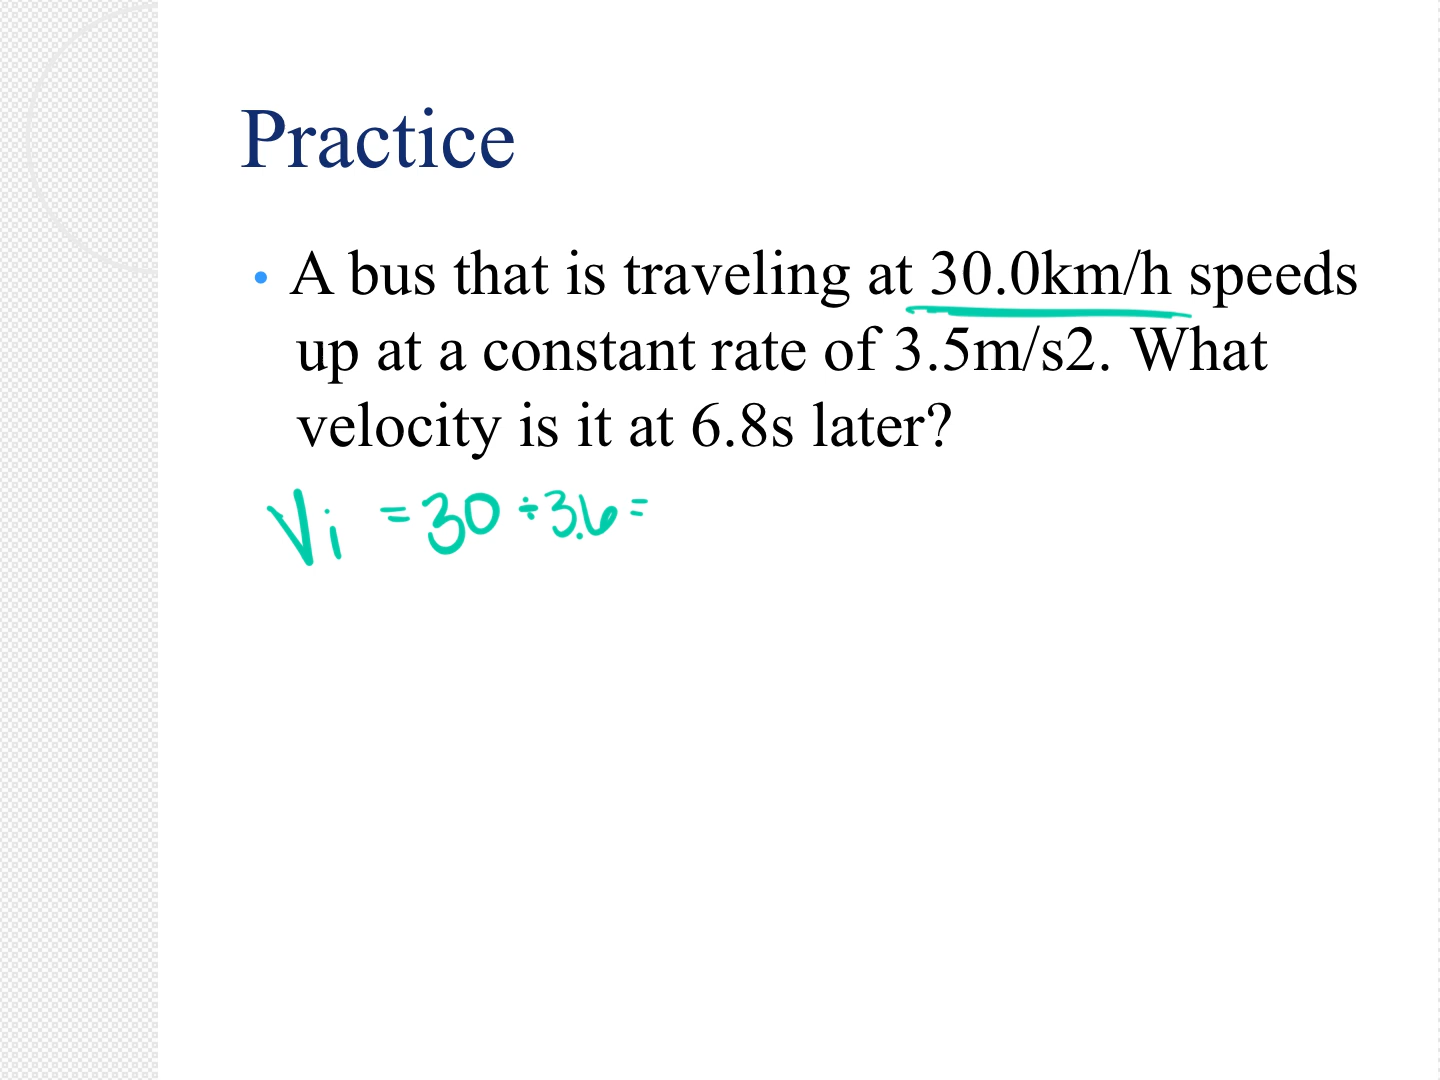 Practice
• A bus that is traveling at 30.0km/h speeds
up at a constant rate of 3.5m/s2. What
velocity is it at 6.8s later?
Vi = 30 ÷ 3.6 =